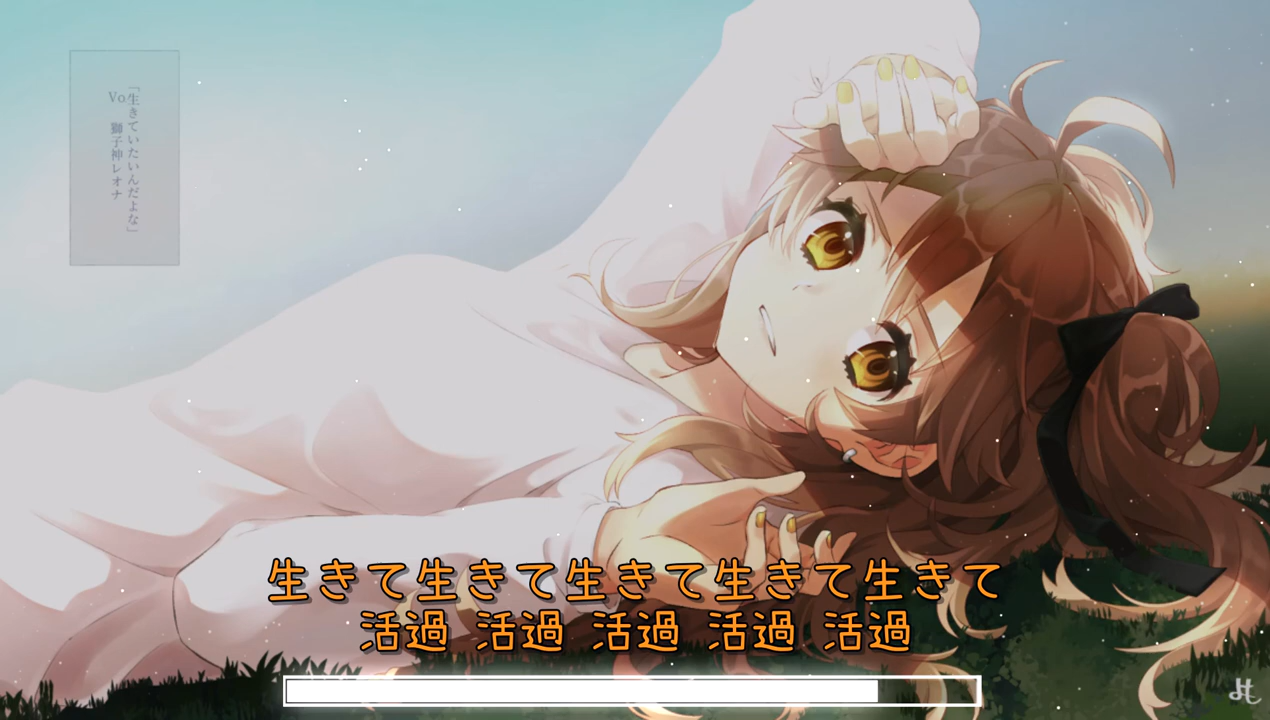 「生きていたいんだよな」
Vo 獅子神レオナ
生きて生きて生きて生きて生きて
活過 活過 活過 活過 活過